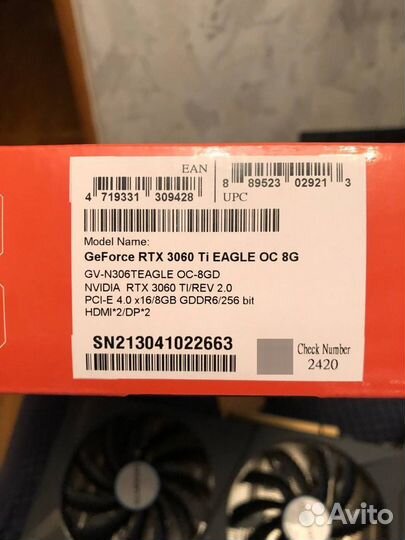 EAN
4 719331 309428
8 89523 02921 3
UPC
Model Name:
GeForce RTX 3060 Ti EAGLE OC 8G
GV-N306TEAGLE OC-8GD
NVIDIA RTX 3060 TI/REV 2.0
PCI-E 4.0 x16/8GB GDDR6/256 bit
HDMI*2/DP*2
SN213041022663
Check Number
2420
Avito